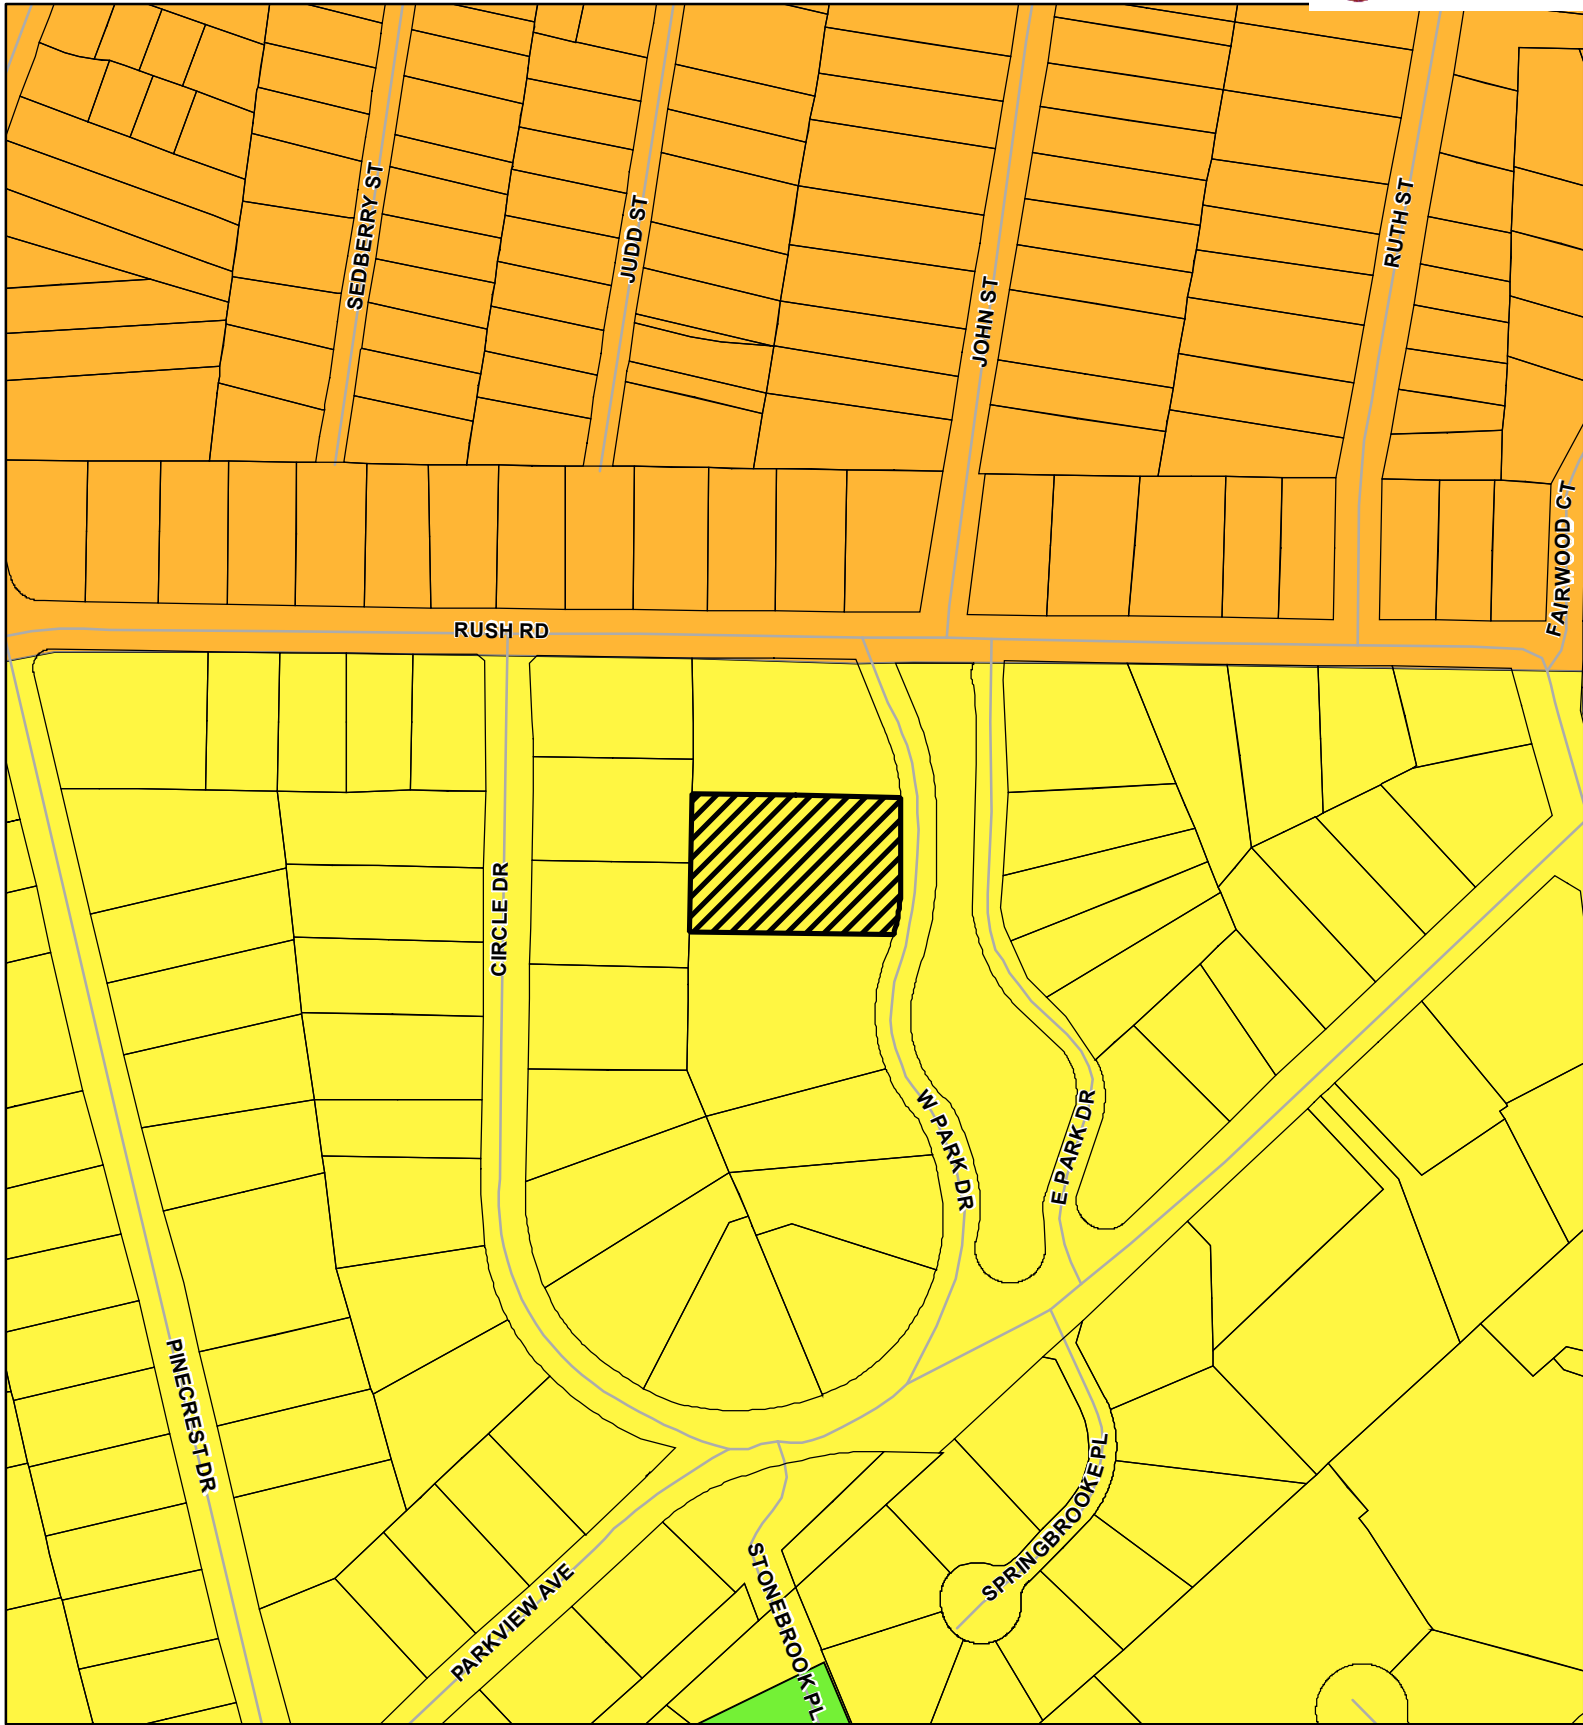 SEDBERRY ST
JUDD ST
JOHN ST
RUTH ST
FAIRWOOD CT
RUSH RD
CIRCLE DR
W PARK DR
E PARK DR
PINECREST DR
SPRINGBROOKE PL
STONEBROOK PL
PARKVIEW AVE